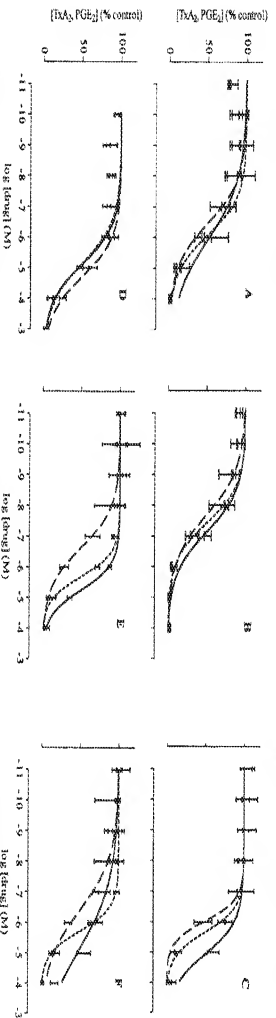 [TxA₂, PGE₂] (% control)
100
50
0
A
B
C
[TxA₂, PGE₂] (% control)
100
50
0
D
E
F
-11 -10 -9 -8 -7 -6 -5 -4 -3
-11 -10 -9 -8 -7 -6 -5 -4 -3
-11 -10 -9 -8 -7 -6 -5 -4 -3
log [drug] (M)
log [drug] (M)
log [drug] (M)